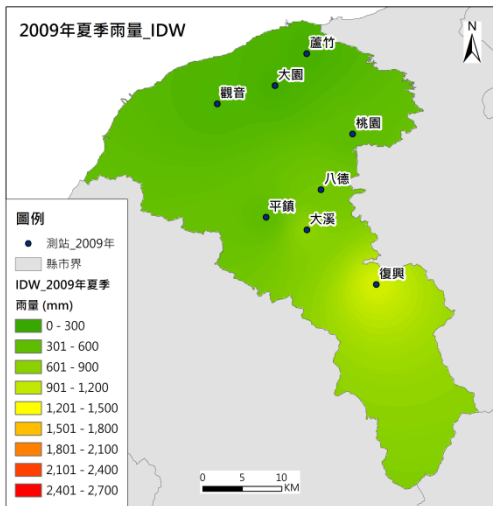 2009年夏季雨量_IDW
N
蘆竹
大園
觀音
桃園
八德
平鎮
大溪
復興
圖例
測站_2009年
縣市界
IDW_2009年夏季
雨量 (mm)
0 - 300
301 - 600
601 - 900
901 - 1,200
1,201 - 1,500
1,501 - 1,800
1,801 - 2,100
2,101 - 2,400
2,401 - 2,700
0 5 10
KM